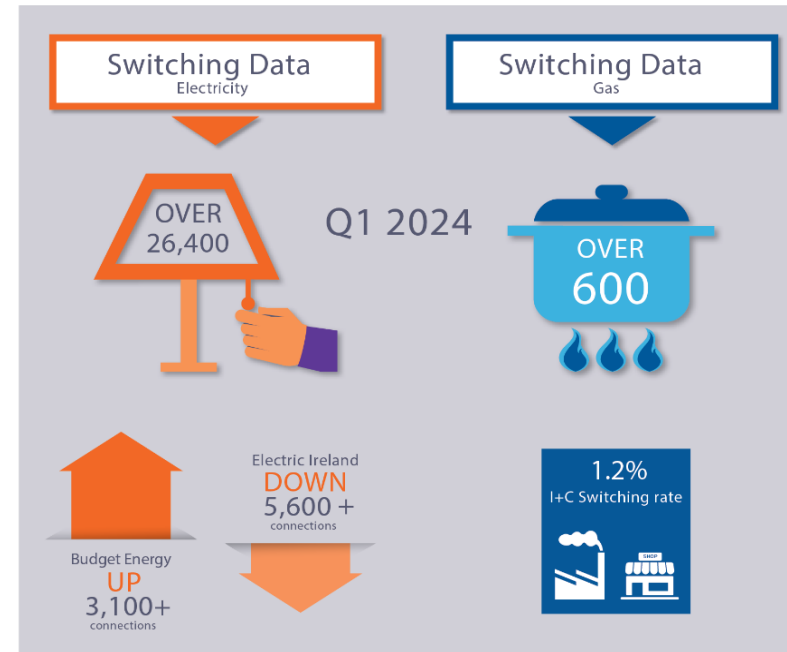 Switching Data
Electricity
Switching Data
Gas
OVER
26,400
Q1 2024
OVER
600
Electric Ireland
DOWN
5,600 +
connections
Budget Energy
UP
3,100+
connections
1.2%
I+C Switching rate
SHOP